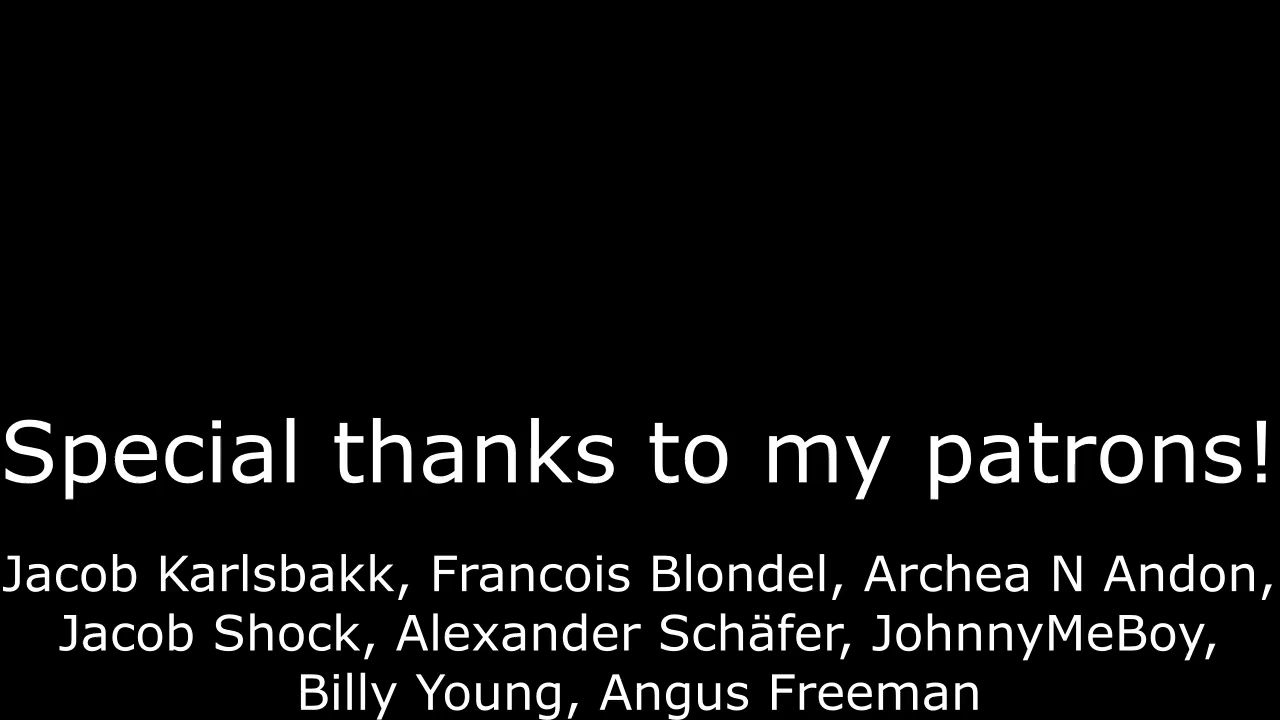 Special thanks to my patrons!
Jacob Karlsbakk, Francois Blondel, Archea N Andon,
Jacob Shock, Alexander Schäfer, JohnnyMeBoy,
Billy Young, Angus Freeman